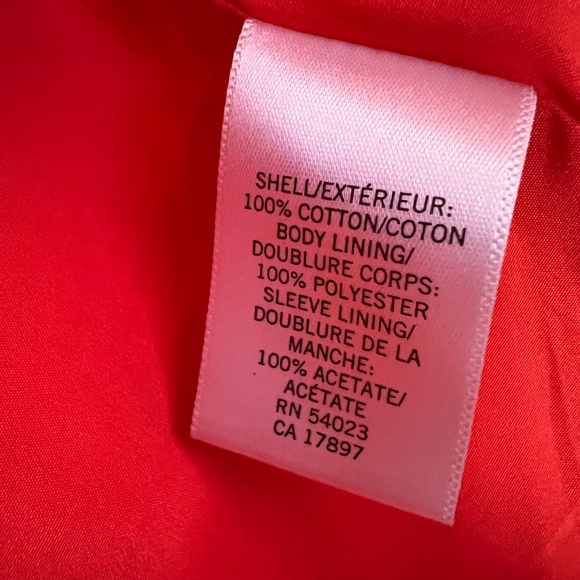 SHELL/EXTÉRIEUR:
100% COTTON/COTON
BODY LINING/
DOUBLURE CORPS:
100% POLYESTER
SLEEVE LINING/
DOUBLURE DE LA
MANCHE:
100% ACETATE/
ACÉTATE
RN 54023
CA 17897